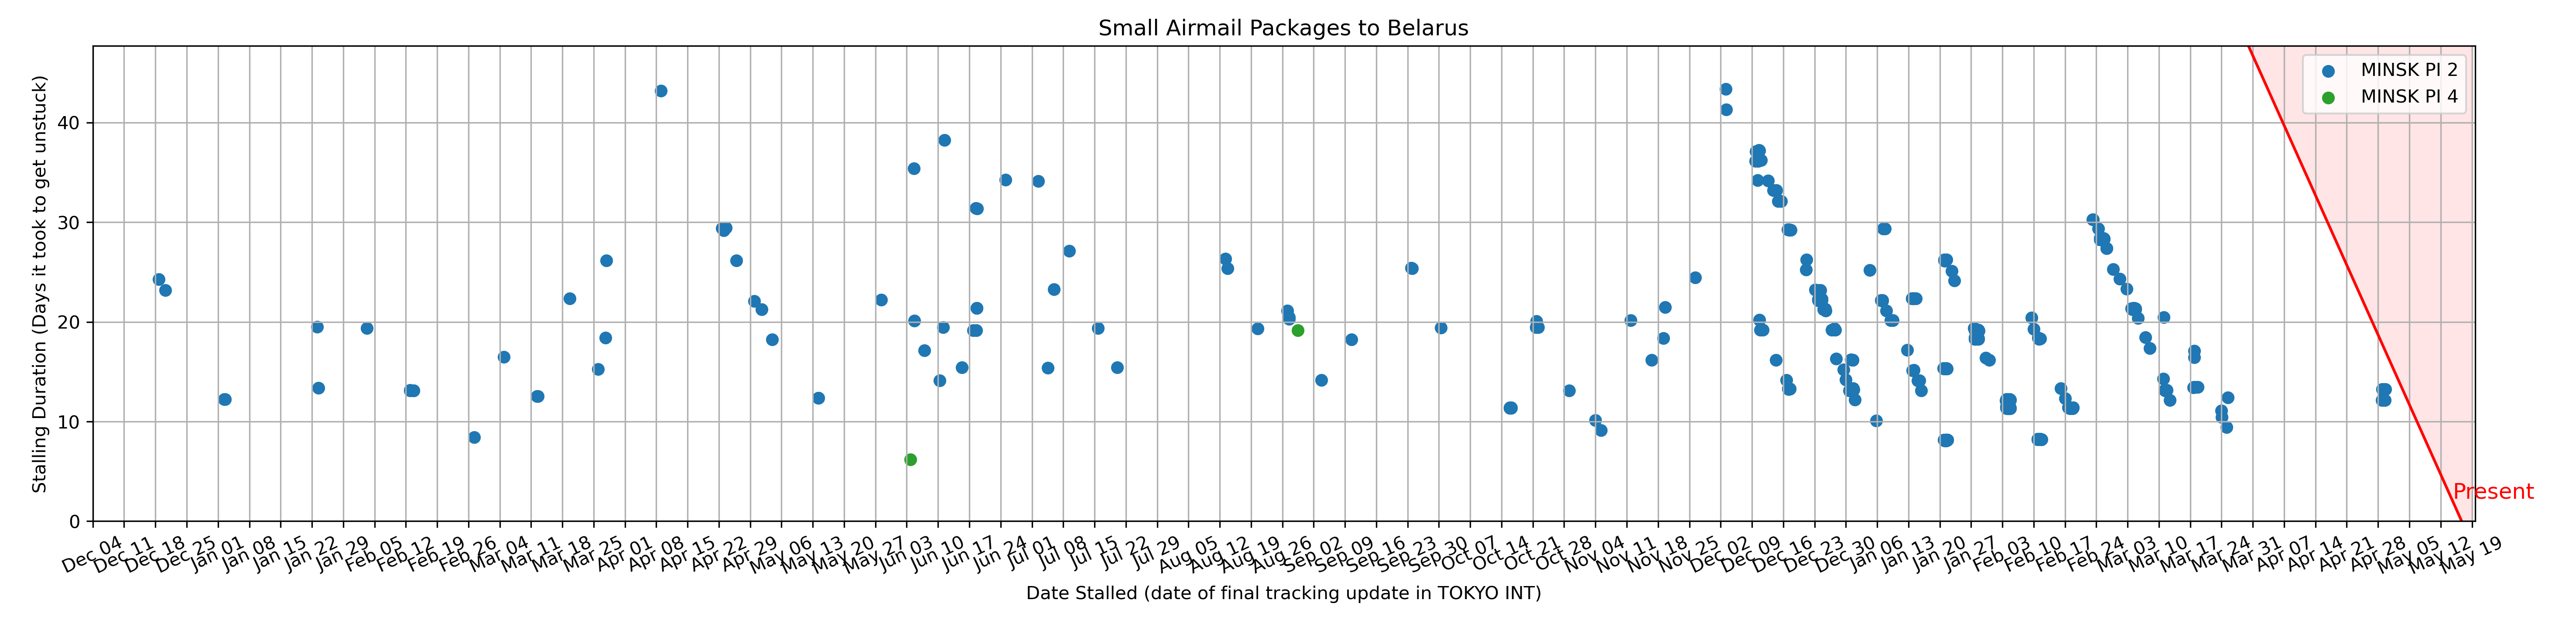 Small Airmail Packages to Belarus
MINSK PI 2
MINSK PI 4
Stalling Duration (Days it took to get unstuck)
40
30
20
10
0
Present
Dec 04 Dec 11 Dec 18 Dec 25 Jan 01 Jan 08 Jan 15 Jan 22 Jan 29 Feb 05 Feb 12 Feb 19 Feb 26 Mar 04 Mar 11 Mar 18 Mar 25 Apr 01 Apr 08 Apr 15 Apr 22 Apr 29 May 06 May 13 May 20 May 27 Jun 03 Jun 10 Jun 17 Jun 24 Jul 01 Jul 08 Jul 15 Jul 22 Jul 29 Aug 05 Aug 12 Aug 19 Aug 26 Sep 02 Sep 09 Sep 16 Sep 23 Sep 30 Oct 07 Oct 14 Oct 21 Oct 28 Nov 04 Nov 11 Nov 18 Nov 25 Dec 02 Dec 09 Dec 16 Dec 23 Dec 30 Jan 06 Jan 13 Jan 20 Jan 27 Feb 03 Feb 10 Feb 17 Feb 24 Mar 03 Mar 10 Mar 17 Mar 24 Mar 31 Apr 07 Apr 14 Apr 21 Apr 28 May 05 May 12 May 19
Date Stalled (date of final tracking update in TOKYO INT)